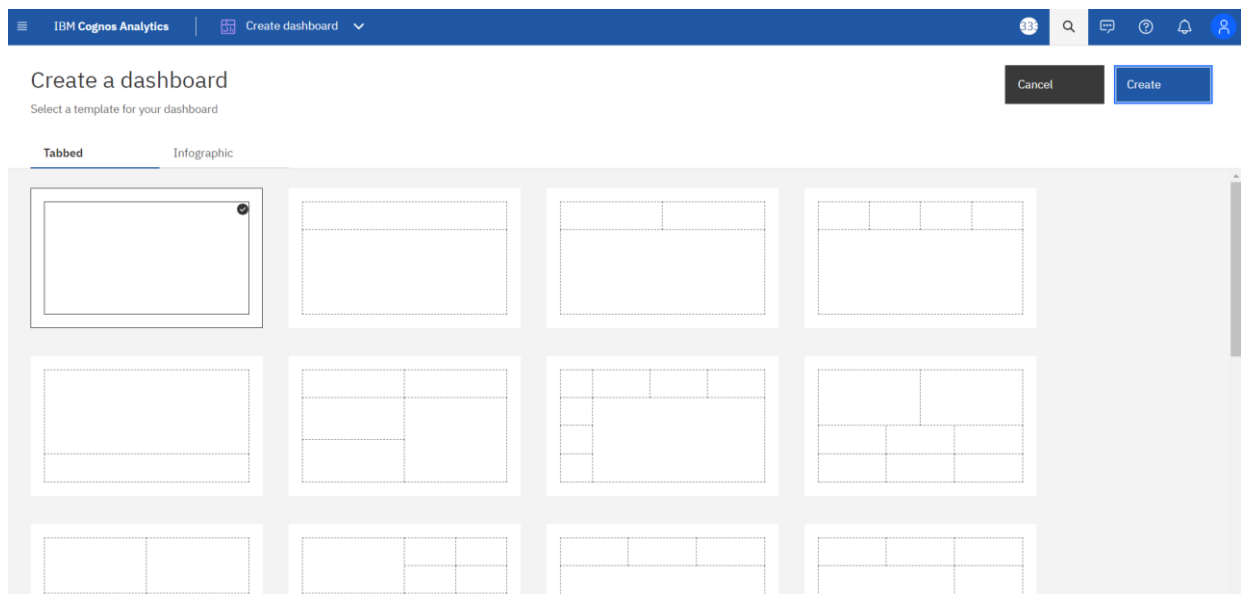 IBM Cognos Analytics
Create dashboard
Create a dashboard
Cancel
Create
Select a template for your dashboard
Tabbed
Infographic